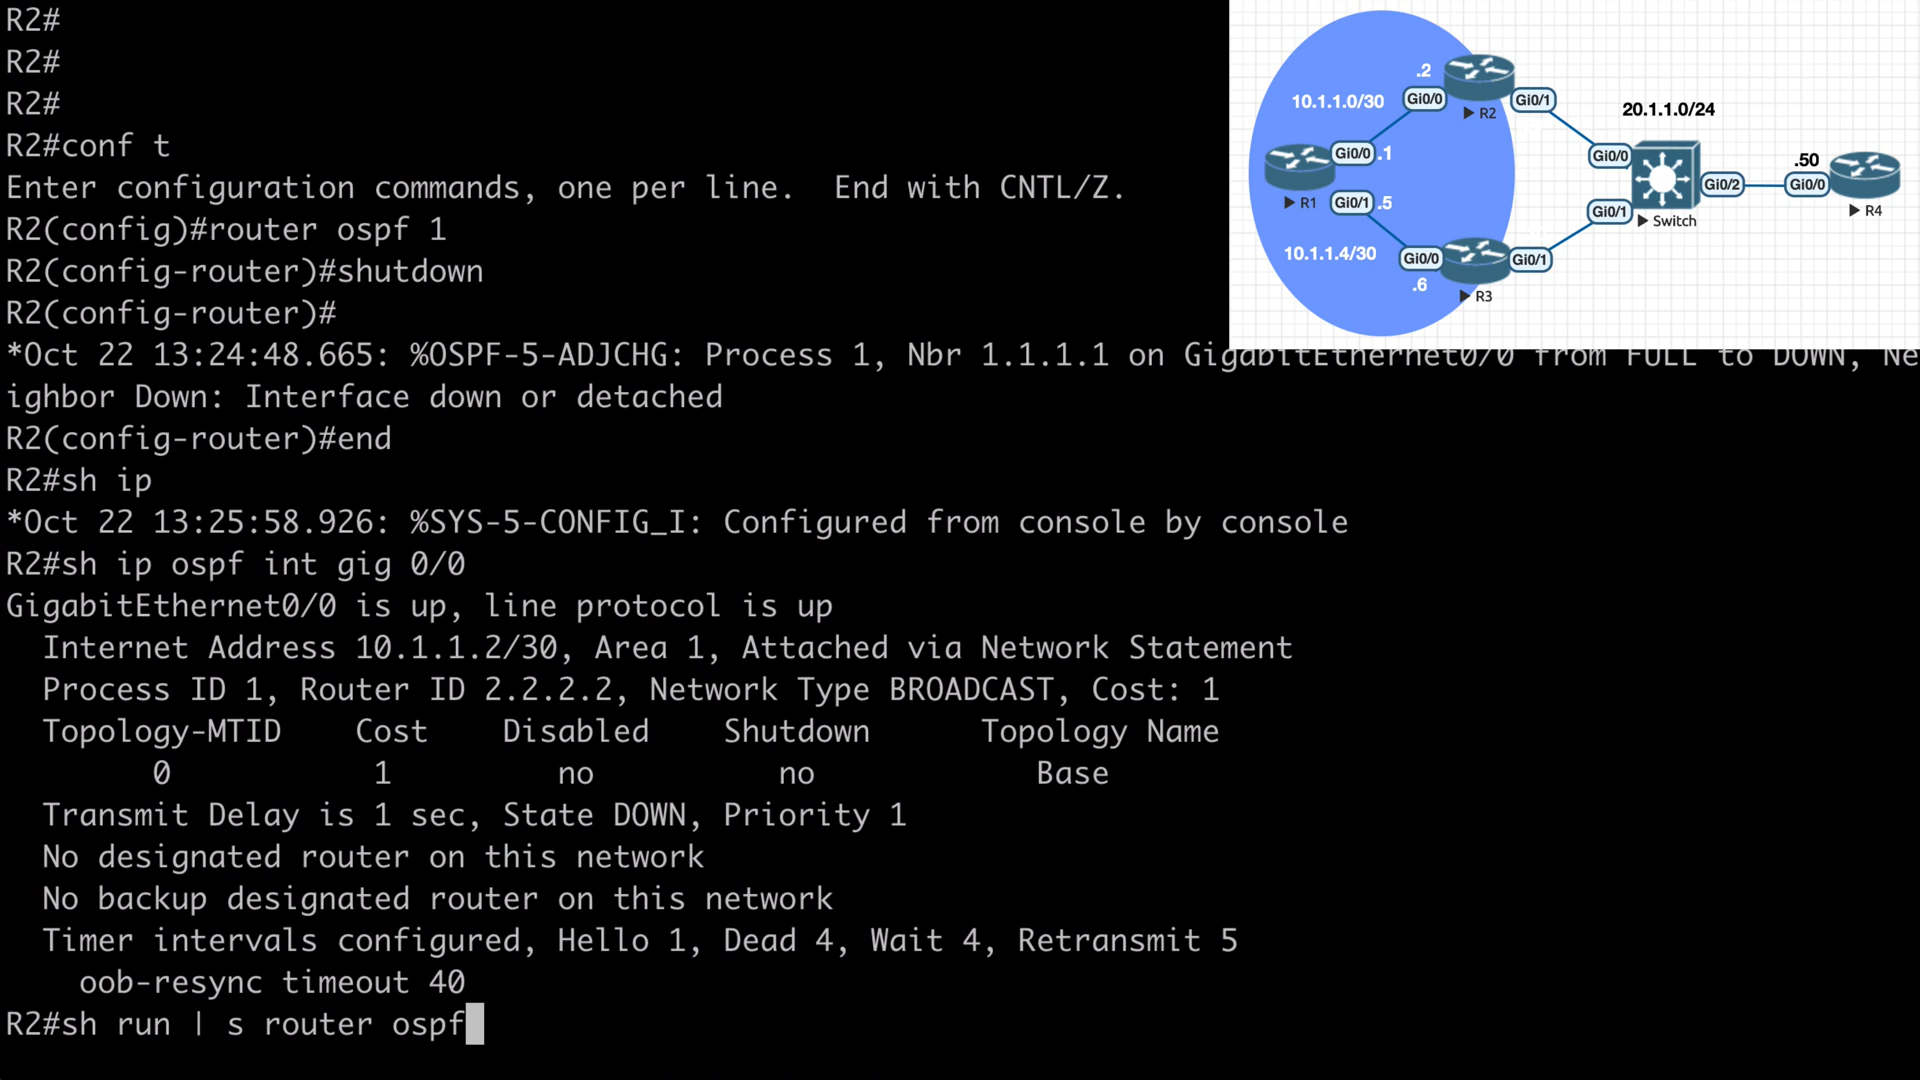 R2#
R2#
R2#
R2#conf t
Enter configuration commands, one per line.  End with CNTL/Z.
R2(config)#router ospf 1
R2(config-router)#shutdown
R2(config-router)#
*Oct 22 13:24:48.665: %OSPF-5-ADJCHG: Process 1, Nbr 1.1.1.1 on GigabitEthernet0/0 from FULL to DOWN, Ne
ighbor Down: Interface down or detached
R2(config-router)#end
R2#sh ip
*Oct 22 13:25:58.926: %SYS-5-CONFIG_I: Configured from console by console
R2#sh ip ospf int gig 0/0
GigabitEthernet0/0 is up, line protocol is up
  Internet Address 10.1.1.2/30, Area 1, Attached via Network Statement
  Process ID 1, Router ID 2.2.2.2, Network Type BROADCAST, Cost: 1
  Topology-MTID    Cost    Disabled    Shutdown      Topology Name
        0           1         no          no            Base
  Transmit Delay is 1 sec, State DOWN, Priority 1
  No designated router on this network
  No backup designated router on this network
  Timer intervals configured, Hello 1, Dead 4, Wait 4, Retransmit 5
    oob-resync timeout 40
R2#sh run | s router ospf
.2
10.1.1.0/30
Gi0/0
R2
Gi0/1
20.1.1.0/24
Gi0/0 .1
Gi0/0
.50
R1
Gi0/1 .5
Gi0/2
Gi0/0
R4
Gi0/1
Switch
10.1.1.4/30
Gi0/0
Gi0/1
.6
R3